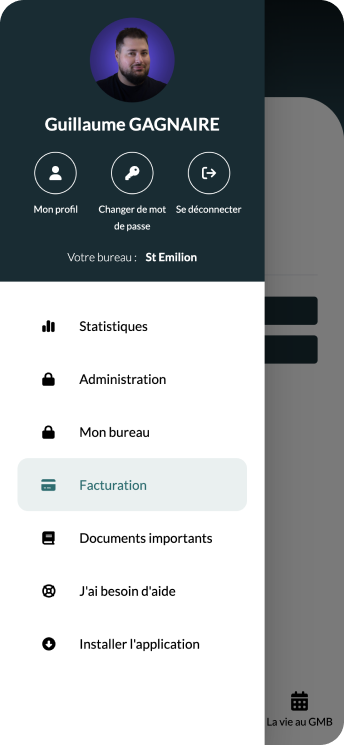 Guillaume GAGNAIRE
Mon profil
Changer de mot
de passe
Se déconnecter
Votre bureau : St Emilion
Statistiques
Administration
Mon bureau
Facturation
Documents importants
J'ai besoin d'aide
Installer l'application
La vie au GMB